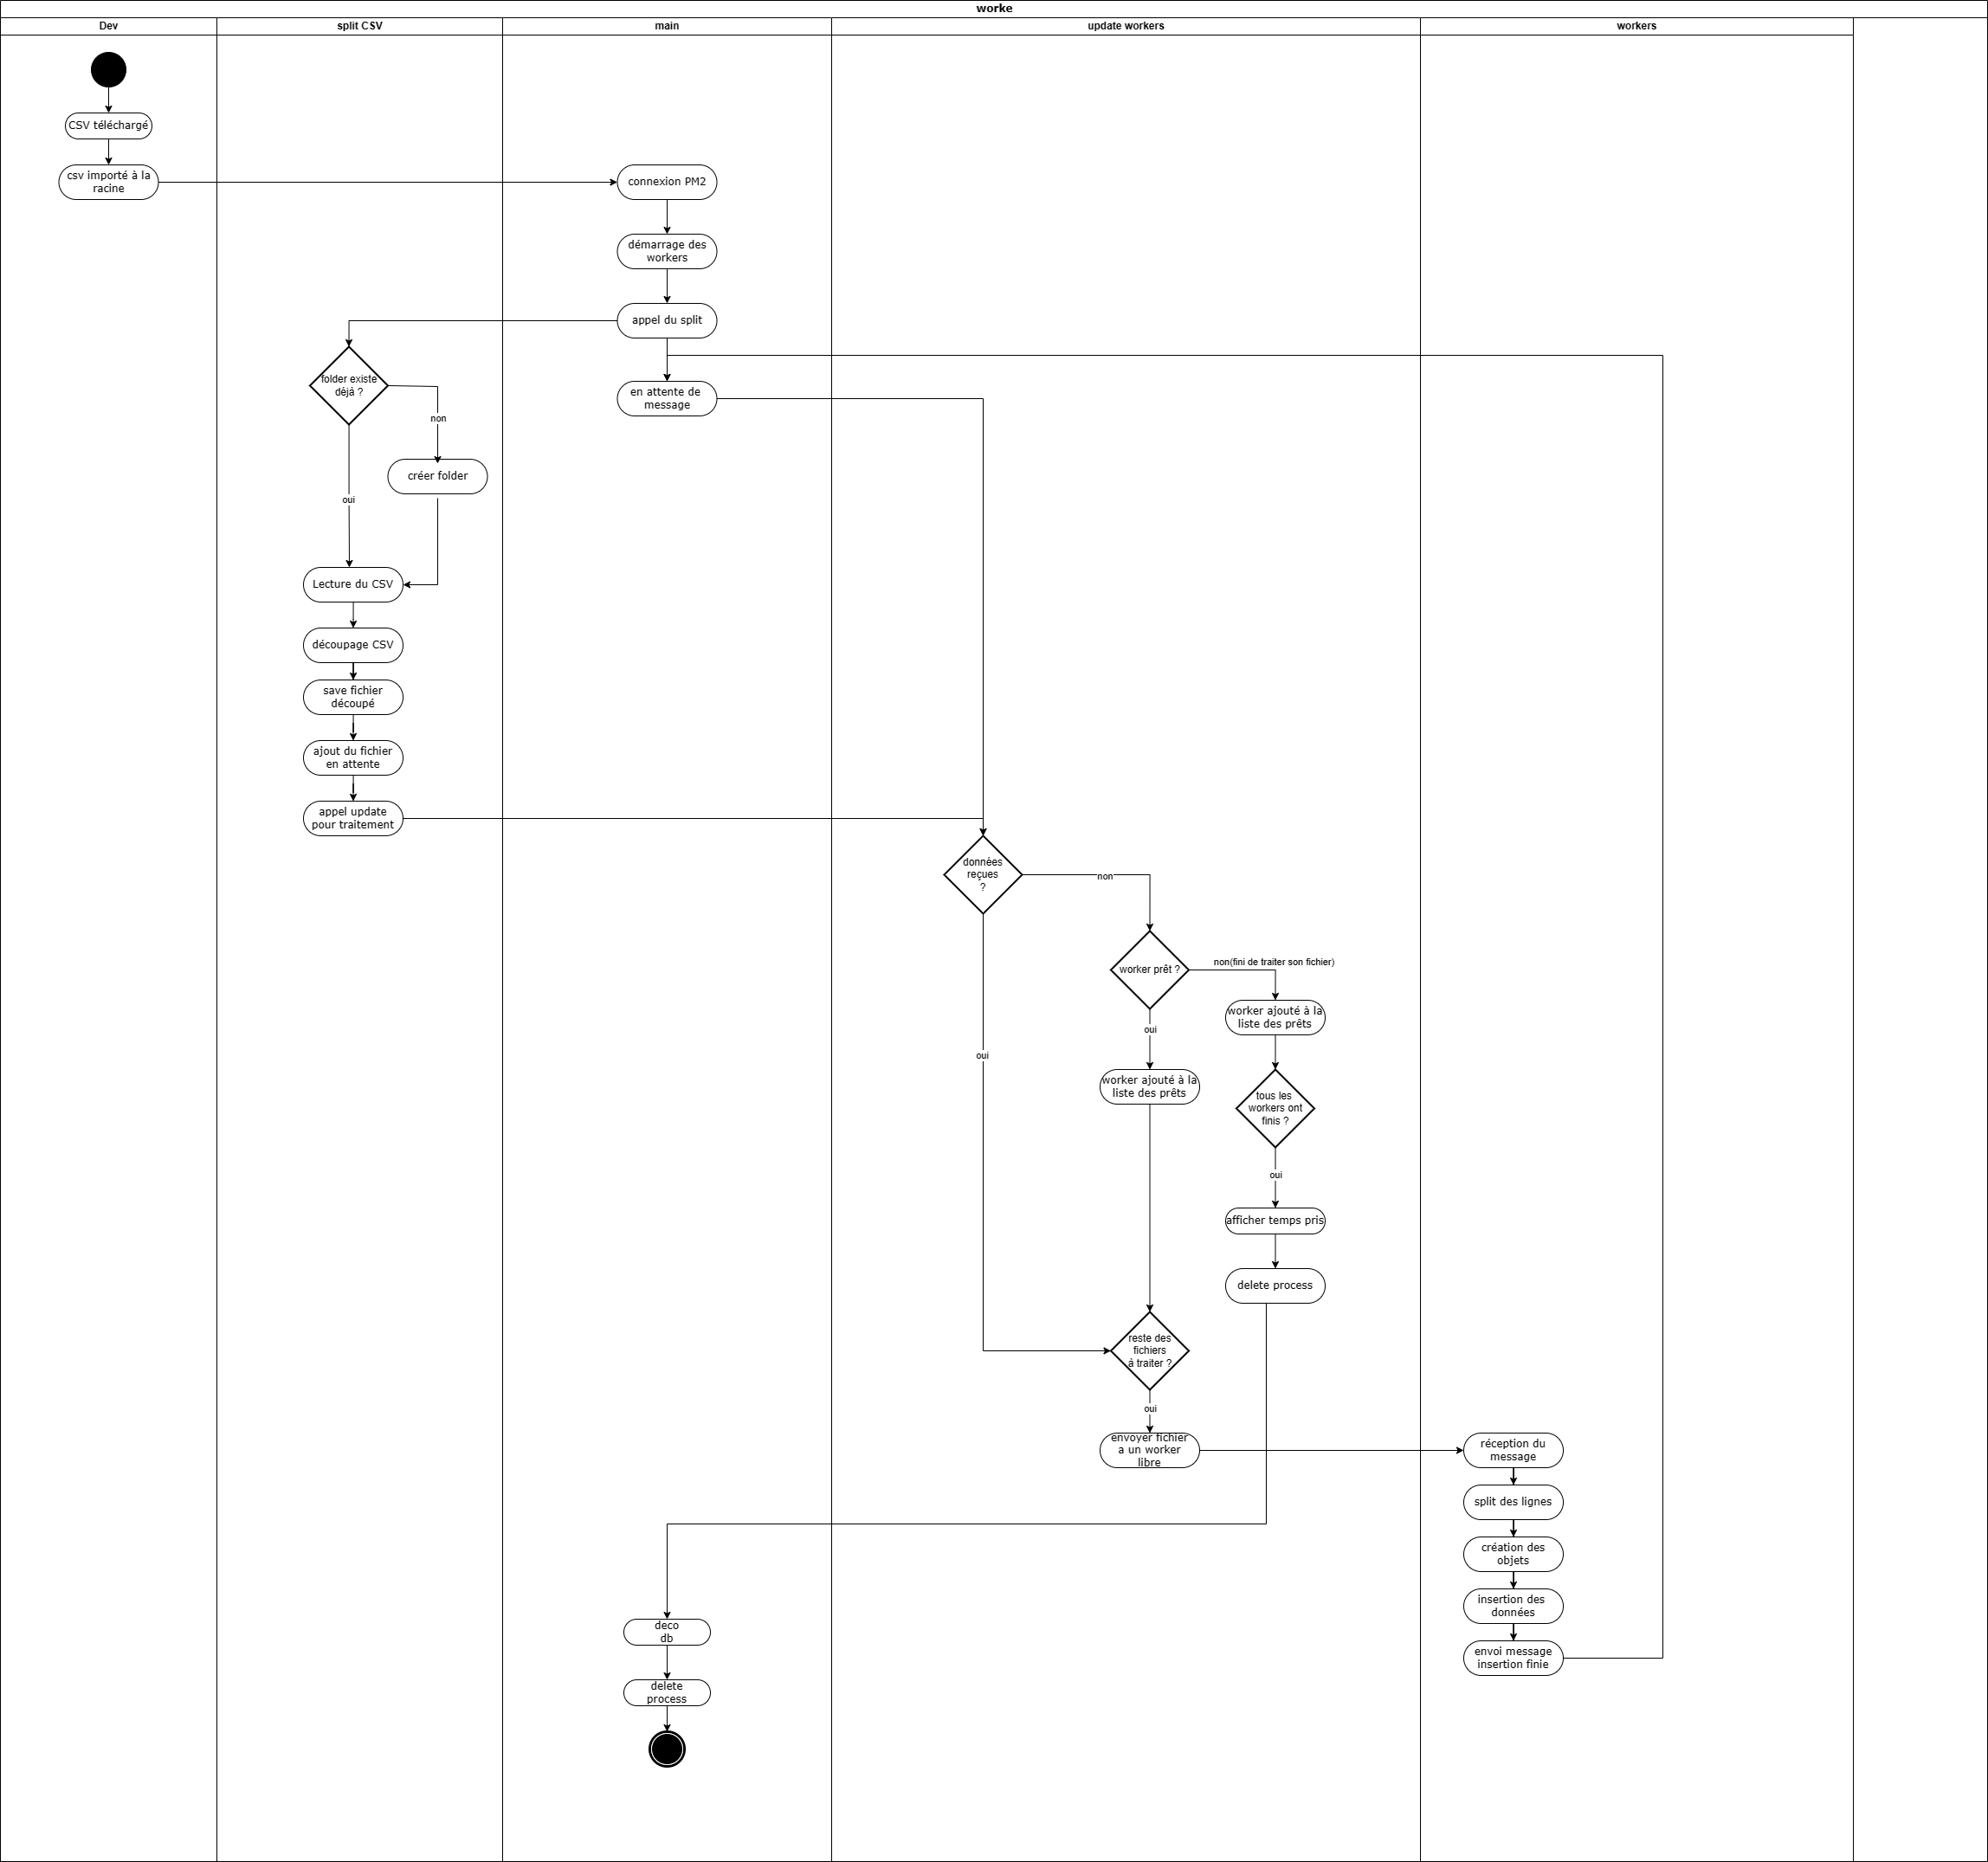 worke
Dev
split CSV
main
update workers
workers
CSV téléchargé
csv importé à la
racine
connexion PM2
démarrage des
workers
appel du split
folder existe
déjà ?
non
en attente de
message
créer folder
oui
Lecture du CSV
découpage CSV
save fichier
découpé
ajout du fichier
en attente
appel update
pour traitement
données
reçues
?
non
worker prêt ?
non(fini de traiter son fichier)
worker ajouté à la
liste des prêts
oui
oui
worker ajouté à la
liste des prêts
tous les
workers ont
finis ?
oui
afficher temps pris
delete process
reste des
fichiers
à traiter ?
oui
envoyer fichier
a un worker
libre
réception du
message
split des lignes
création des
objets
insertion des
données
envoi message
insertion finie
deco
db
delete
process